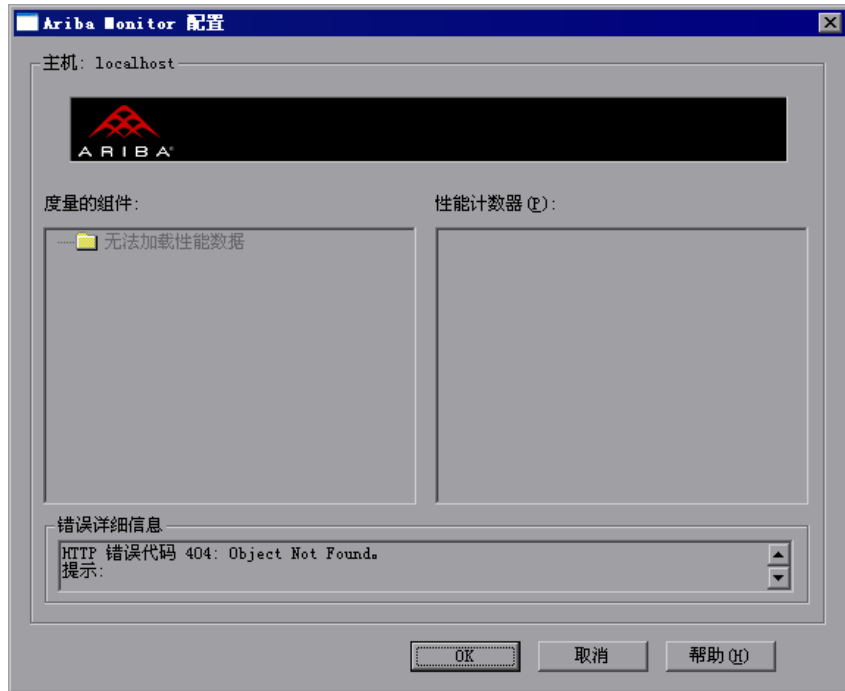 Ariba Monitor 配置
主机: localhost
ARIBA®
度量的组件:
性能计数器(P):
无法加载性能数据
错误详细信息
HTTP 错误代码 404: Object Not Found。
提示:
OK
取消
帮助(H)